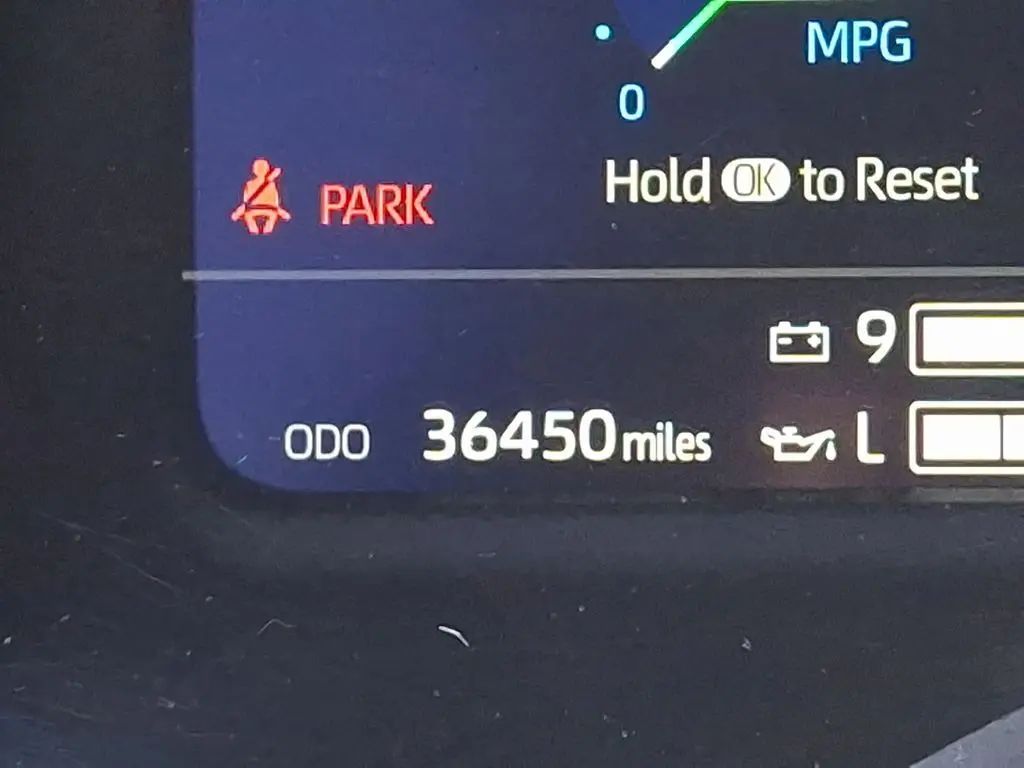 MPG
0
Hold OK to Reset
PARK
9
ODO 36450 miles L